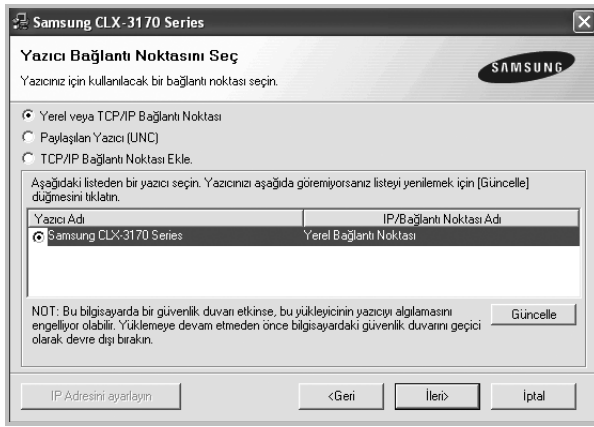 Samsung CLX-3170 Series
Yazıcı Bağlantı Noktasını Seç
Yazıcınız için kullanılacak bir bağlantı noktası seçin.
SAMSUNG
Yerel veya TCP/IP Bağlantı Noktası
Paylaşılan Yazıcı (UNC)
TCP/IP Bağlantı Noktası Ekle.
Aşağıdaki listeden bir yazıcı seçin. Yazıcınızı aşağıda göremiyorsanız listeyi yenilemek için [Güncelle]
düğmesini tıklatın.
Yazıcı Adı IP/Bağlantı Noktası Adı
Samsung CLX-3170 Series Yerel Bağlantı Noktası
NOT: Bu bilgisayarda bir güvenlik duvarı etkinse, bu yükleyicinin yazıcıyı algılamasını
engelliyor olabilir. Yüklemeye devam etmeden önce bilgisayardaki güvenlik duvarını geçici
olarak devre dışı bırakın.
Güncelle
IP Adresini ayarlayın <Geri İleri> İptal